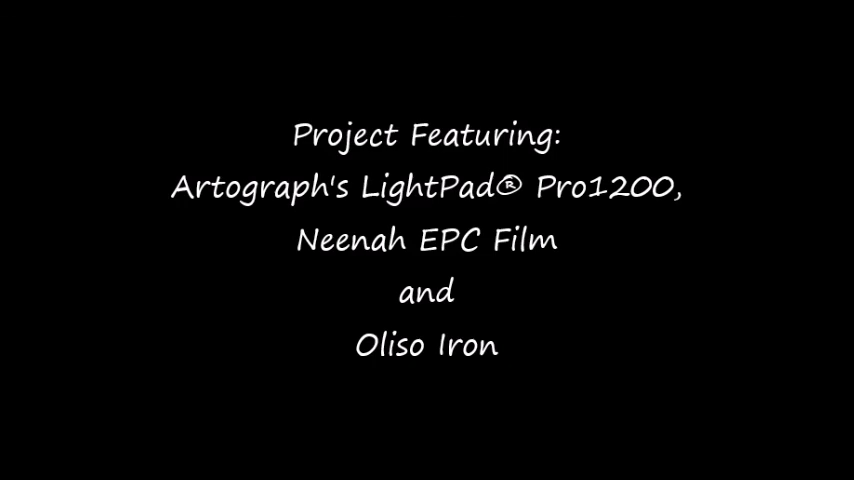 Project Featuring:
Artograph's LightPad® Pro1200,
Neenah EPC Film
and
Oliso Iron